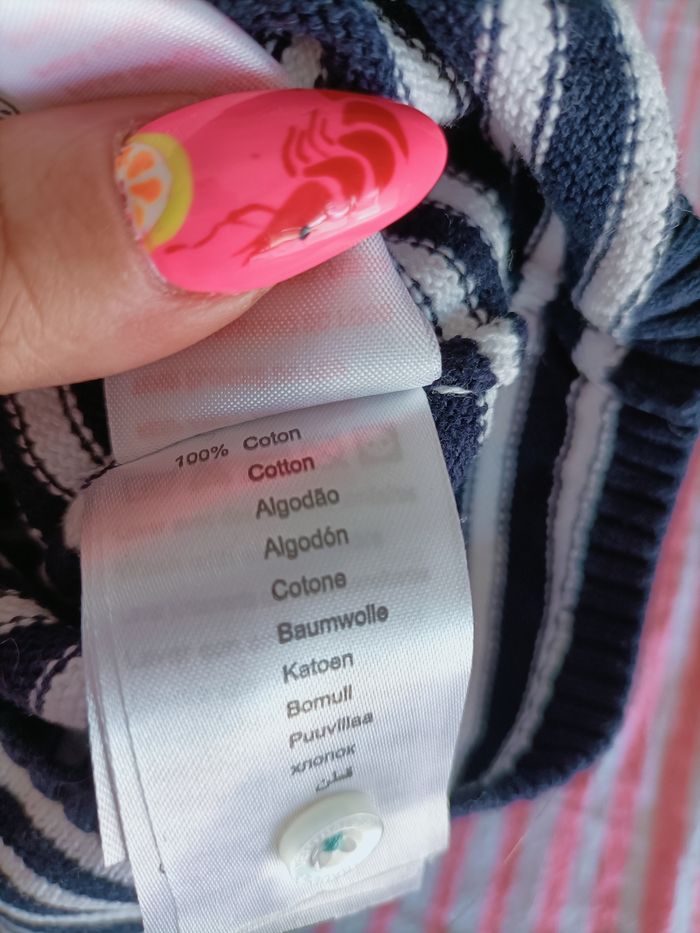 100% Coton
Cotton
Algodão
Algodón
Cotone
Baumwolle
Katoen
Bomull
Puuvillaa
хлопок
قطن